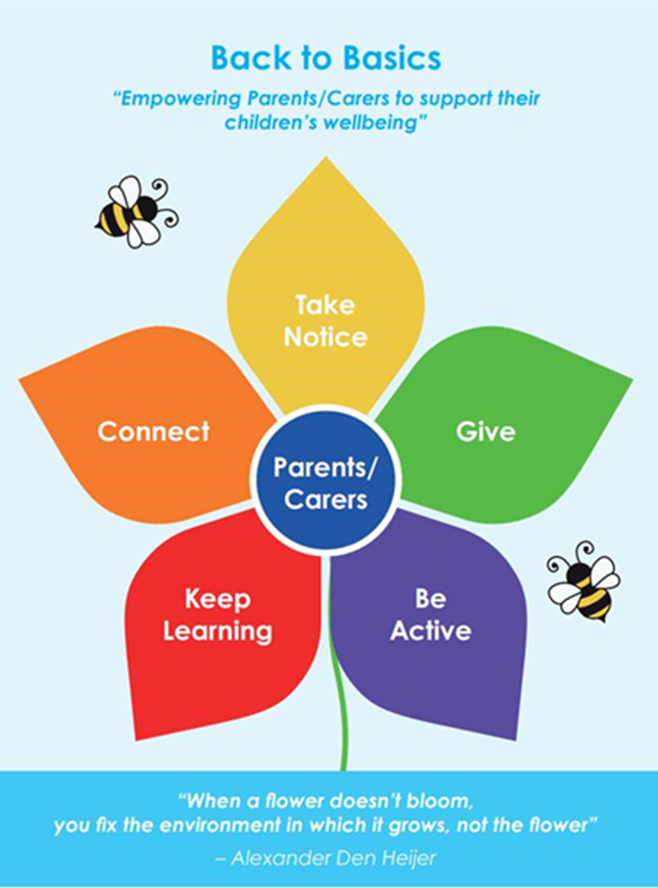 Back to Basics
“Empowering Parents/Carers to support their
children’s wellbeing”
Take
Notice
Connect
Give
Parents/
Carers
Keep
Learning
Be
Active
“When a flower doesn’t bloom,
you fix the environment in which it grows, not the flower”
– Alexander Den Heijer